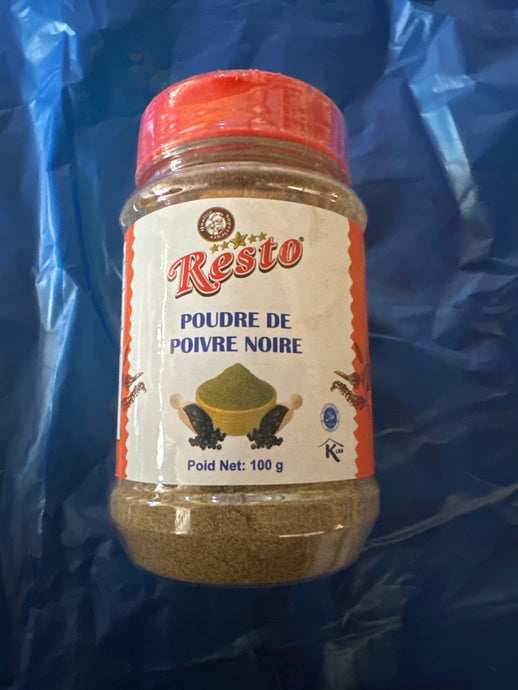 Resto
POUDRE DE
POIVRE NOIRE
Poid Net: 100 g
K